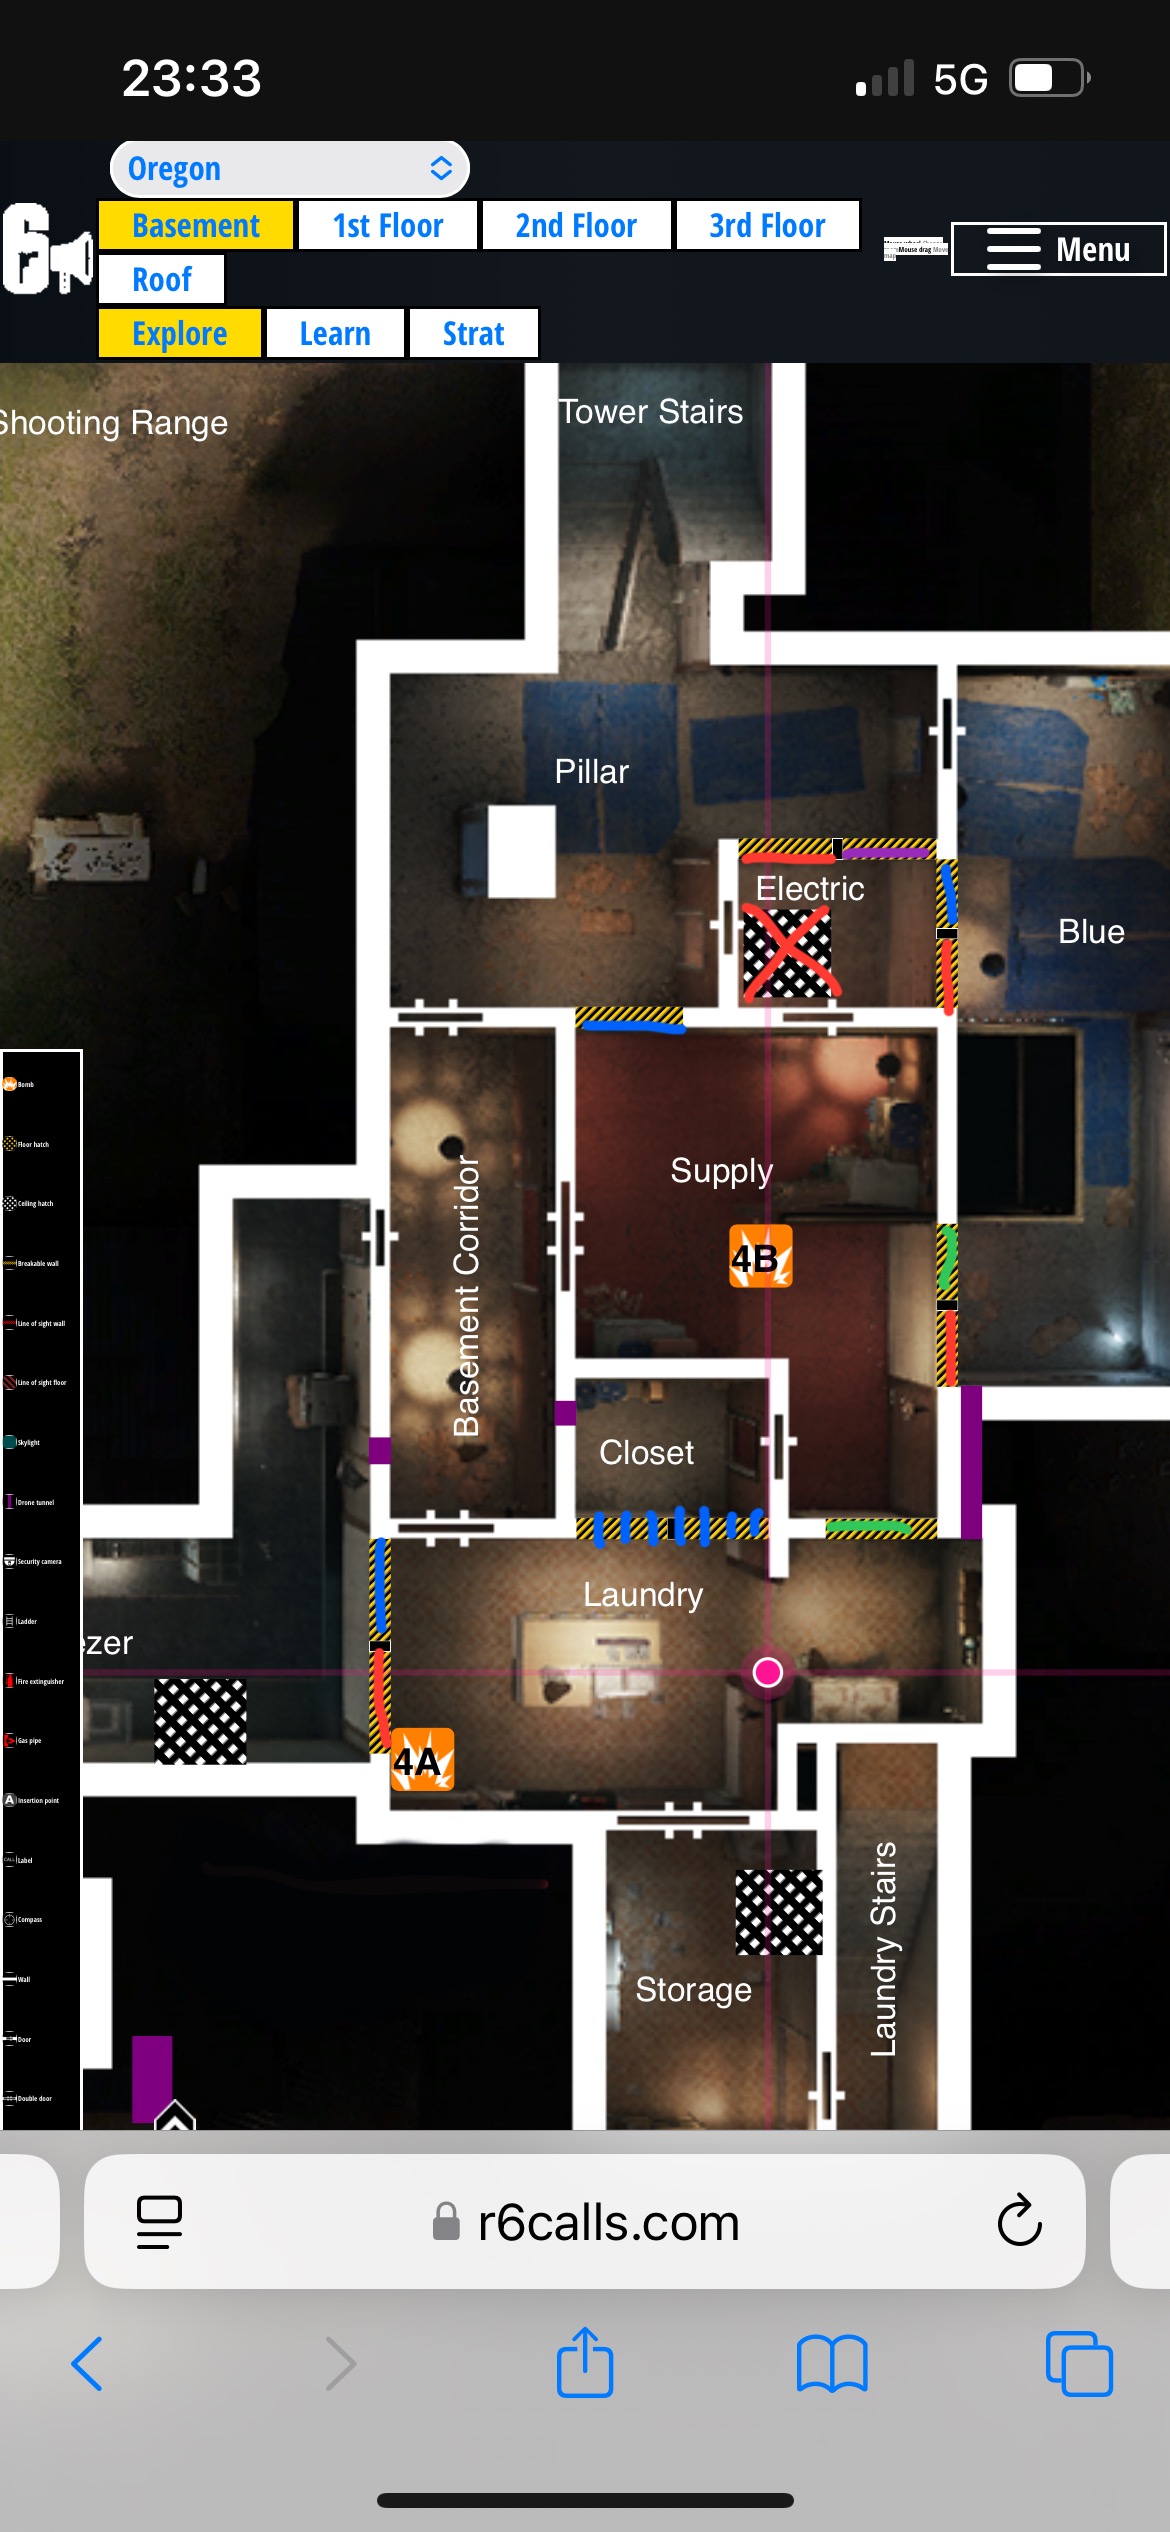 23:33
5G
Oregon
Basement 1st Floor 2nd Floor 3rd Floor
Roof
Explore Learn Strat
Menu
Shooting Range
Tower Stairs
Pillar
Electric
Blue
Supply
4B
Basement Corridor
Closet
Laundry
ezer
4A
Storage
Laundry Stairs
Bomb
Floor hatch
Ceiling hatch
Breakable wall
Line of sight wall
Line of sight floor
Skylight
Drone tunnel
Security camera
Ladder
Fire extinguisher
Gas pipe
A Insertion point
Label
Compass
Wall
Door
Double door
r6calls.com